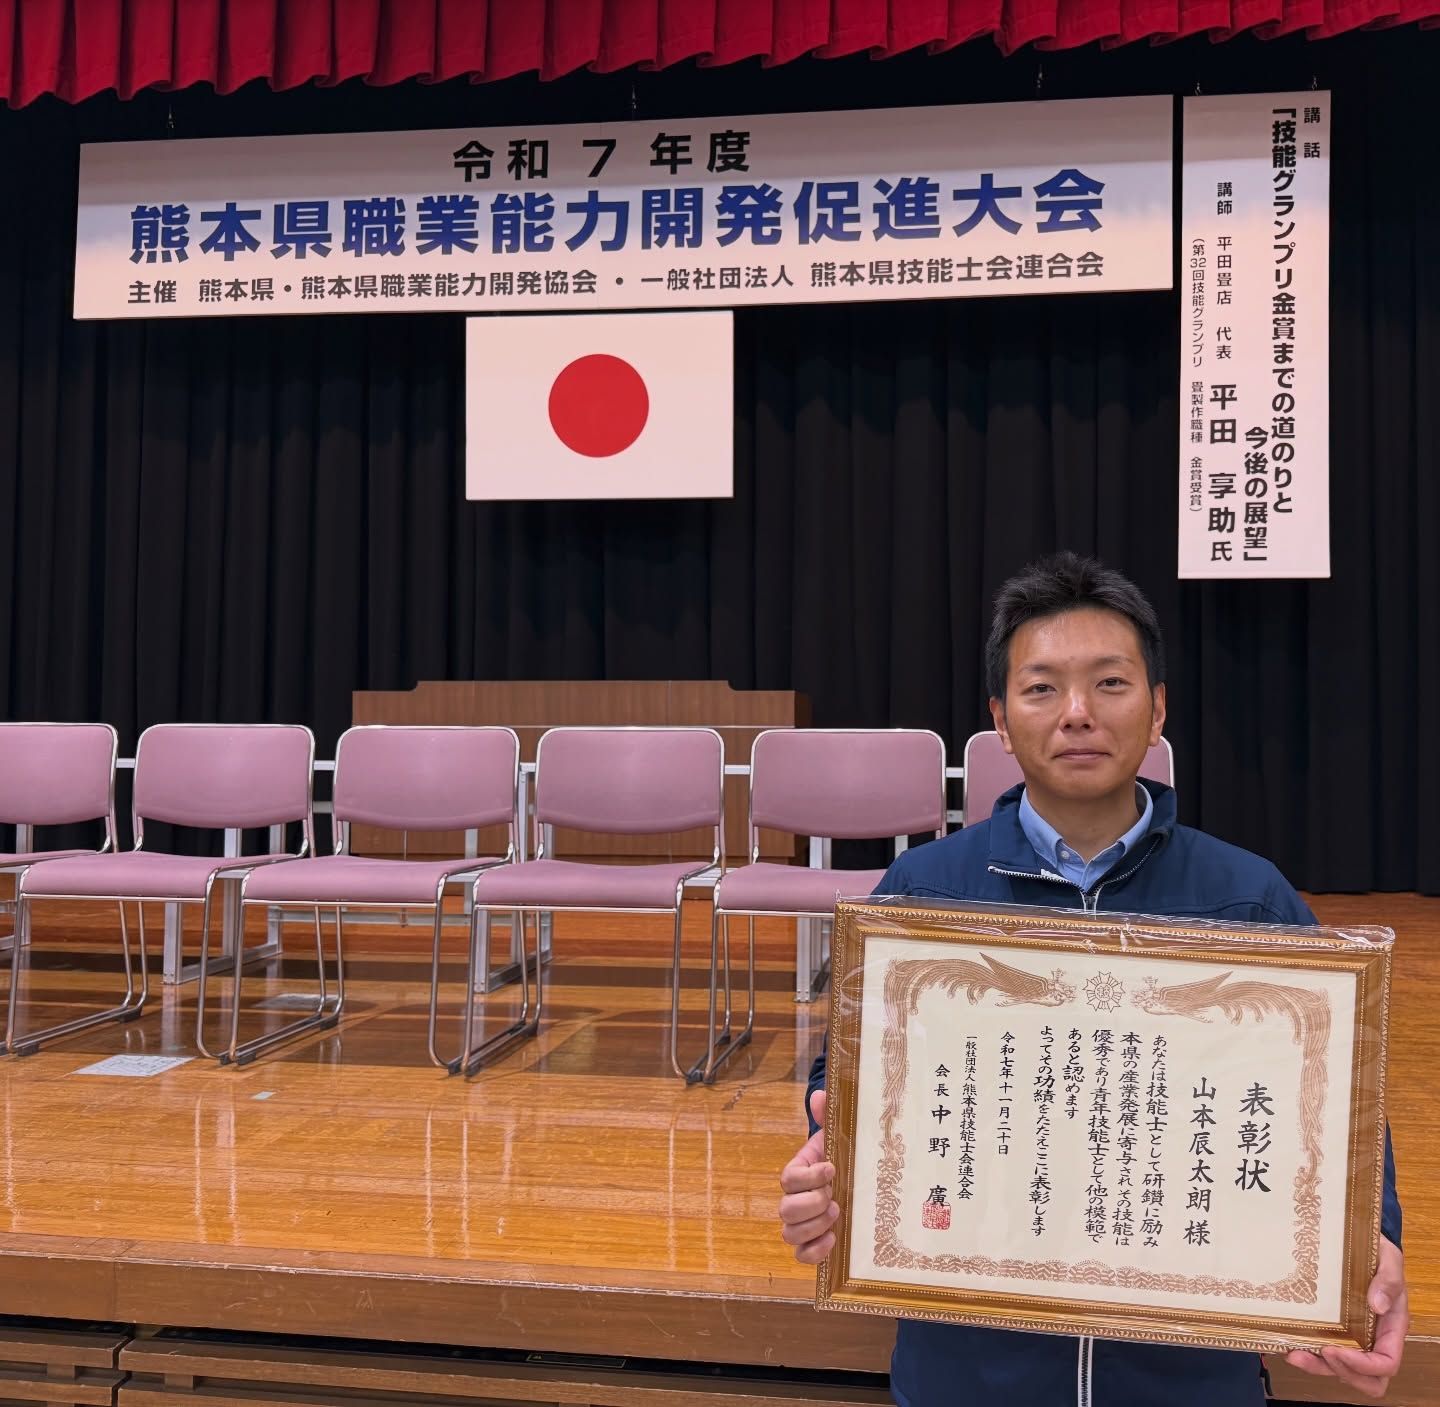 令和7年度
熊本県職業能力開発促進大会
主催 熊本県・熊本県職業能力開発協会・一般社団法人 熊本県技能士会連合会
講話
「技能グランプリ金賞までの道のりと
今後の展望」
講師 平田畳店 代表 平田享助氏
(第32回技能グランプリ 畳製作職種 金賞受賞)
表彰状
山本辰太朗様
あなたは技能士として研鑽に励み
本県の産業発展に寄与されその技能は
優秀であり青年技能士として他の模範で
あると認めます
よってその功績をたたえここに表彰します
令和七年十一月二十日
一般社団法人熊本県技能士会連合会
会長 中野 廣